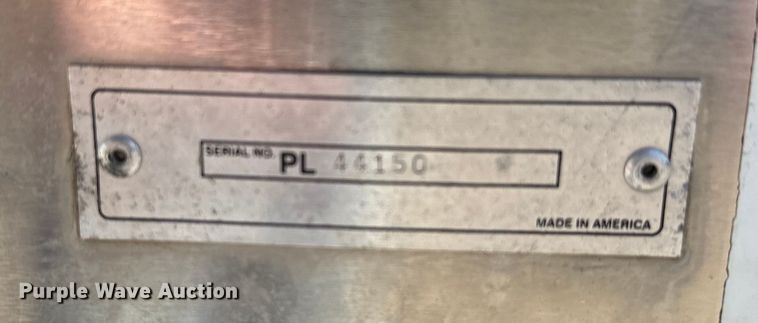 SERIAL NO. PL 44150
MADE IN AMERICA
Purple Wave Auction